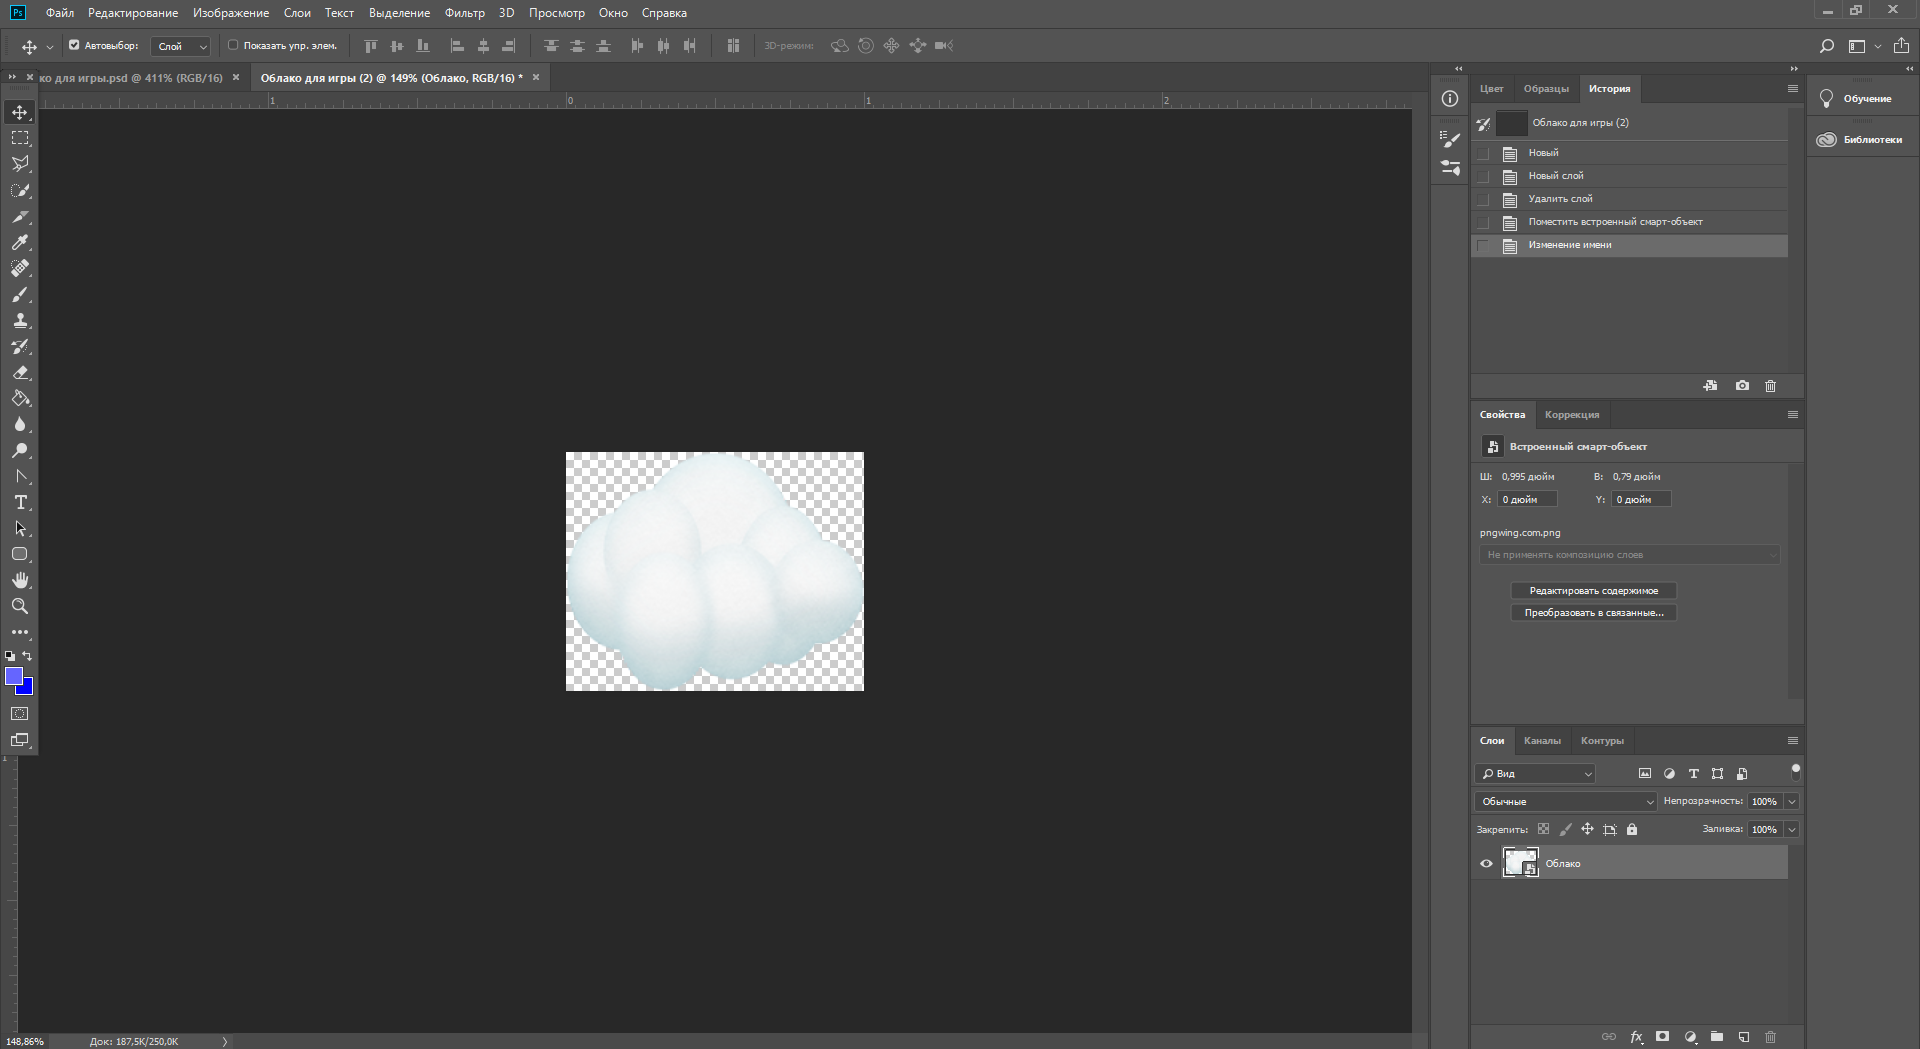 Ps
Файл Редактирование Изображение Слои Текст Выделение Фильтр 3D Просмотр Окно Справка
Автовыбор: Слой Показать упр. элем. 3D-режим:
ко для игры.psd @ 411% (RGB/16) Облако для игры (2) @ 149% (Облако, RGB/16) *
1 0 1 2
1
Цвет Образцы История
Облако для игры (2)
Новый
Новый слой
Удалить слой
Поместить встроенный смарт-объект
Изменение имени
Обучение
Библиотеки
Свойства Коррекция
Встроенный смарт-объект
Ш: 0,995 дюйм В: 0,79 дюйм
X: 0 дюйм Y: 0 дюйм
pngwing.com.png
Не применять композицию слоев
Редактировать содержимое
Преобразовать в связанные...
Слои Каналы Контуры
Вид
Обычные Непрозрачность: 100%
Закрепить: Заливка: 100%
Облако
fx
148,86% Док: 187,5K/250,0K